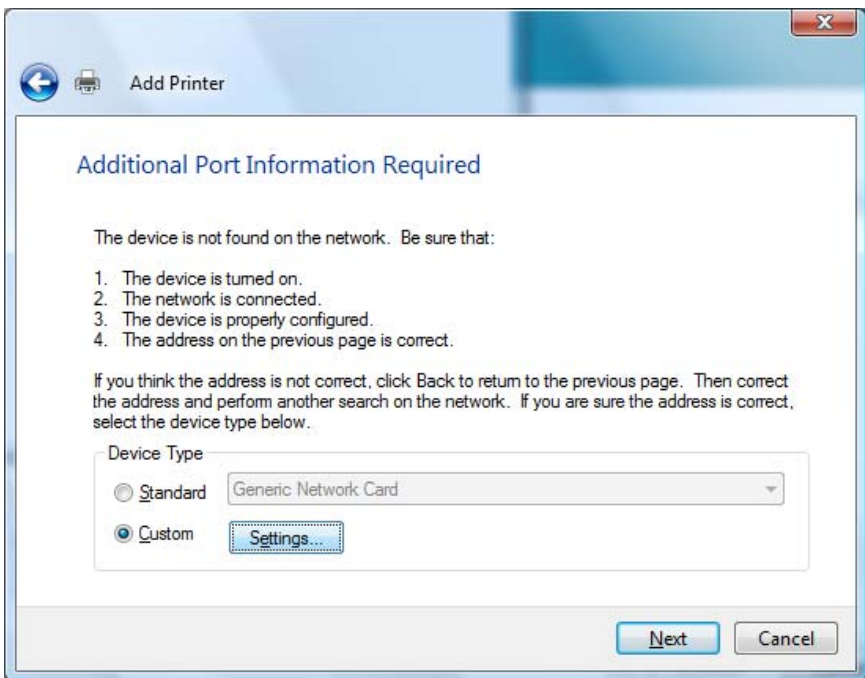 Add Printer
Additional Port Information Required
The device is not found on the network. Be sure that:
1. The device is turned on.
2. The network is connected.
3. The device is properly configured.
4. The address on the previous page is correct.
If you think the address is not correct, click Back to return to the previous page. Then correct
the address and perform another search on the network. If you are sure the address is correct,
select the device type below.
Device Type
Standard Generic Network Card
Custom Settings...
Next Cancel